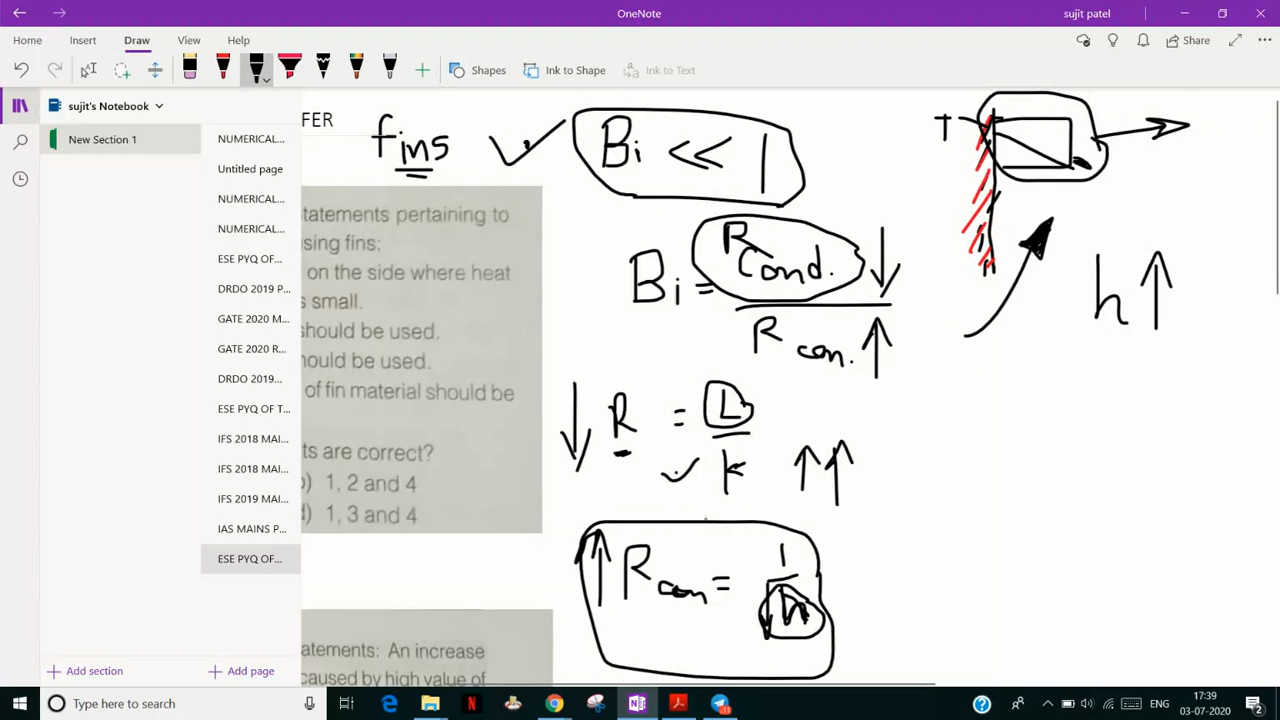 OneNote
sujit patel
Home
Insert
Draw
View
Help
Share
Shapes
Ink to Shape
Ink to Text
sujit's Notebook
New Section 1
NUMERICAL...
Untitled page
NUMERICAL...
NUMERICAL...
ESE PYQ OF...
DRDO 2019 P...
GATE 2020 M...
GATE 2020 R...
DRDO 2019...
ESE PYQ OF T...
IFS 2018 MAI...
IFS 2018 MAI...
IFS 2019 MAI...
IAS MAINS P...
ESE PYQ OF...
Add section
Add page
FER
tatements pertaining to
sing fins:
on the side where heat
s small.
should be used.
hould be used.
of fin material should be
ts are correct?
) 1, 2 and 4
) 1, 3 and 4
atements: An increase
caused by high value of
fins ✓ Bi << 1
Bi = R Cond. ↓
R con. ↑
↓ R = L
✓ k ↑↑
↑ R con = 1
h
T
h ↑
Type here to search
ENG
17:39
03-07-2020
2